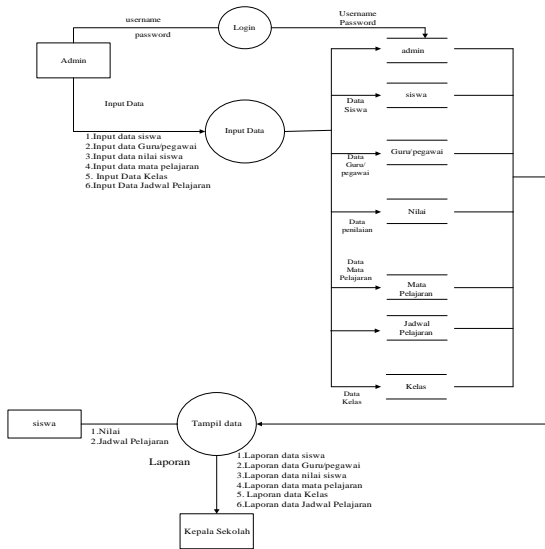 username
password
Login
Username
Password
Admin
admin
Input Data
1.Input data siswa
2.Input data Guru/pegawai
3.Input data nilai siswa
4.Input data mata pelajaran
5. Input Data Kelas
6.Input Data Jadwal Pelajaran
Input Data
Data
Siswa
siswa
Data
Guru/
pegawai
Guru/pegawai
Data
penilaian
Nilai
Data
Mata
Pelajaran
Mata
Pelajaran
Jadwal
Pelajaran
Data
Kelas
Kelas
siswa
1.Nilai
2.Jadwal Pelajaran
Tampil data
Laporan
1.Laporan data siswa
2.Laporan data Guru/pegawai
3.Laporan data nilai siswa
4.Laporan data mata pelajaran
5. Laporan data Kelas
6.Laporan data Jadwal Pelajaran
Kepala Sekolah